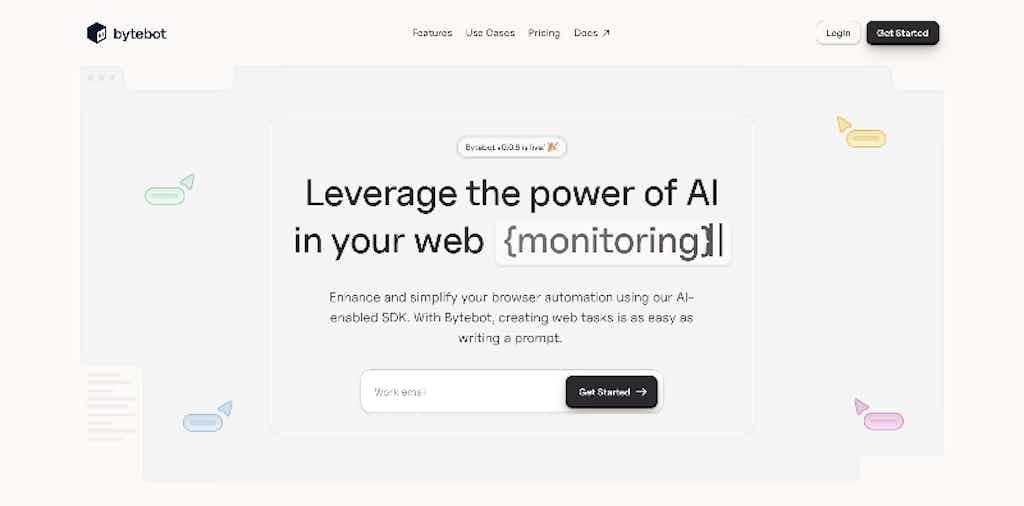 bytebot
Features Use Cases Pricing Docs ↗
Login Get Started
Bytebot v0.0.8 is live! 🎉
Leverage the power of AI
in your web {monitoring}|
Enhance and simplify your browser automation using our AI-
enabled SDK. With Bytebot, creating web tasks is as easy as
writing a prompt.
Work email Get Started →